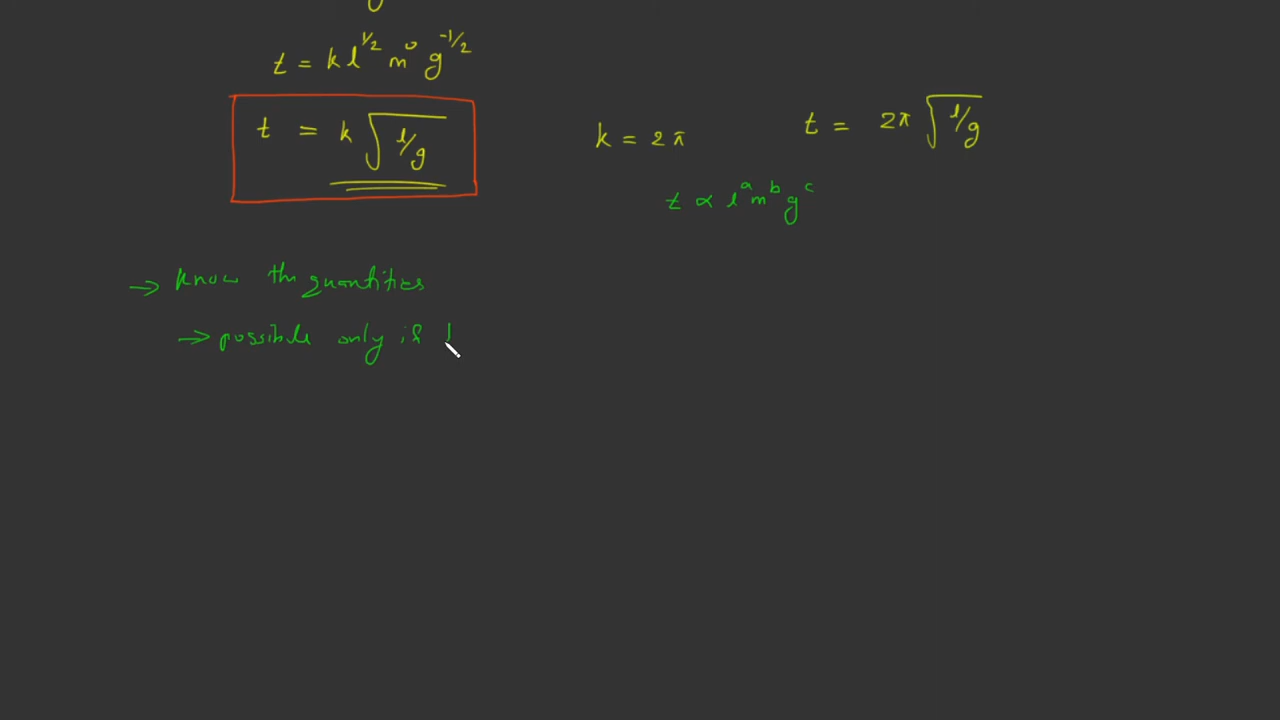 t = k l^{1/2} m^0 g^{-1/2}
t = k √(l/g)
k = 2π
t = 2π √(l/g)
t ∝ l^a m^b g^c
→ know the quantities
→ possible only if